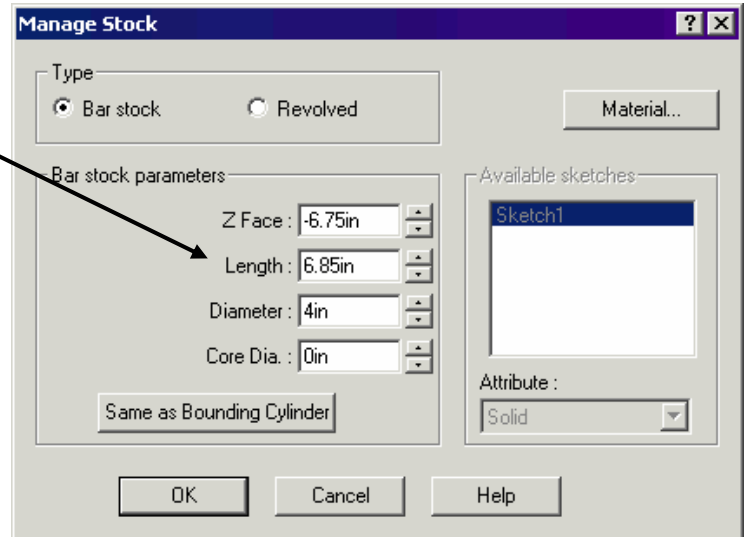 Manage Stock
Type
Bar stock
Revolved
Material...
Bar stock parameters
Z Face : -6.75in
Length : 6.85in
Diameter : 4in
Core Dia. : 0in
Same as Bounding Cylinder
Available sketches
Sketch1
Attribute :
Solid
OK
Cancel
Help